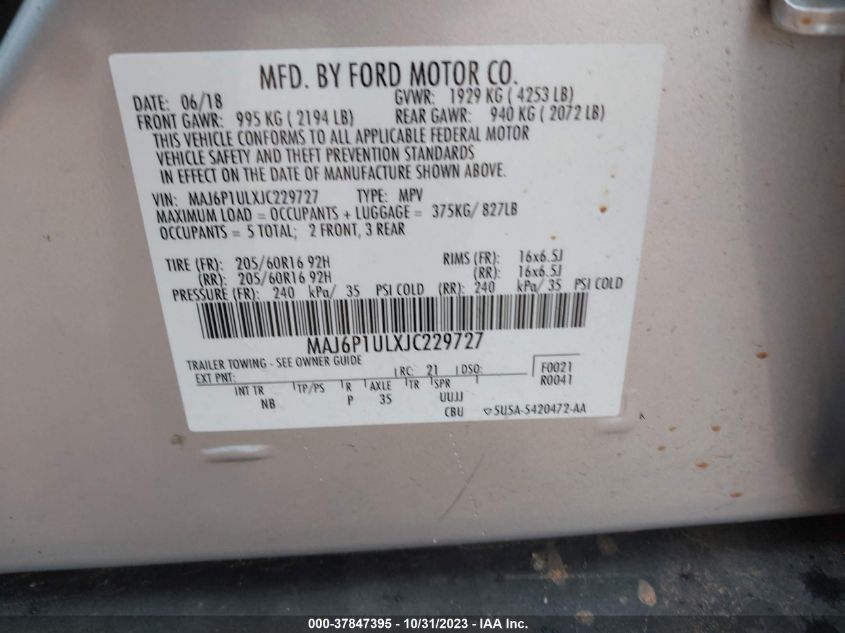 MFD. BY FORD MOTOR CO.
DATE: 06/18 GVWR: 1929 KG ( 4253 LB)
FRONT GAWR: 995 KG ( 2194 LB) REAR GAWR: 940 KG ( 2072 LB)
THIS VEHICLE CONFORMS TO ALL APPLICABLE FEDERAL MOTOR
VEHICLE SAFETY AND THEFT PREVENTION STANDARDS
IN EFFECT ON THE DATE OF MANUFACTURE SHOWN ABOVE.
VIN: MAJ6P1ULXJC229727 TYPE: MPV
MAXIMUM LOAD = OCCUPANTS + LUGGAGE = 375KG/ 827LB
OCCUPANTS = 5 TOTAL; 2 FRONT, 3 REAR
TIRE (FR): 205/60R16 92H RIMS (FR): 16x6.5J
(RR): 205/60R16 92H (RR): 16x6.5J
PRESSURE (FR): 240 kPa/ 35 PSI COLD (RR): 240 kPa/ 35 PSI COLD
MAJ6P1ULXJC229727
TRAILER TOWING - SEE OWNER GUIDE
EXT PNT: RC: 21 DSO: F0021
R0041
INT TR TP/PS R AXLE TR SPR
NB P 35 UUJJ
CBU ▽5U5A-5420472-AA
000-37847395 - 10/31/2023 - IAA Inc.